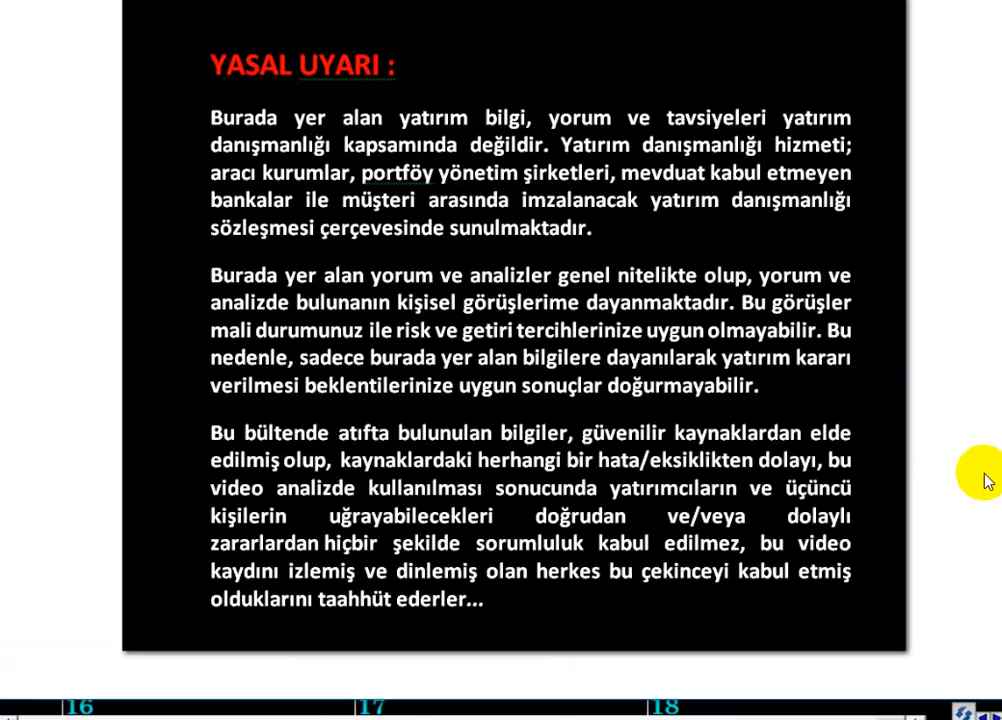 YASAL UYARI :
Burada yer alan yatırım bilgi, yorum ve tavsiyeleri yatırım
danışmanlığı kapsamında değildir. Yatırım danışmanlığı hizmeti;
aracı kurumlar, portföy yönetim şirketleri, mevduat kabul etmeyen
bankalar ile müşteri arasında imzalanacak yatırım danışmanlığı
sözleşmesi çerçevesinde sunulmaktadır.
Burada yer alan yorum ve analizler genel nitelikte olup, yorum ve
analizde bulunanın kişisel görüşlerime dayanmaktadır. Bu görüşler
mali durumunuz ile risk ve getiri tercihlerinize uygun olmayabilir. Bu
nedenle, sadece burada yer alan bilgilere dayanılarak yatırım kararı
verilmesi beklentilerinize uygun sonuçlar doğurmayabilir.
Bu bültende atıfta bulunulan bilgiler, güvenilir kaynaklardan elde
edilmiş olup, kaynaklardaki herhangi bir hata/eksiklikten dolayı, bu
video analizde kullanılması sonucunda yatırımcıların ve üçüncü
kişilerin uğrayabilecekleri doğrudan ve/veya dolaylı
zararlardan hiçbir şekilde sorumluluk kabul edilmez, bu video
kaydını izlemiş ve dinlemiş olan herkes bu çekinceyi kabul etmiş
olduklarını taahhüt ederler...
16 17 18